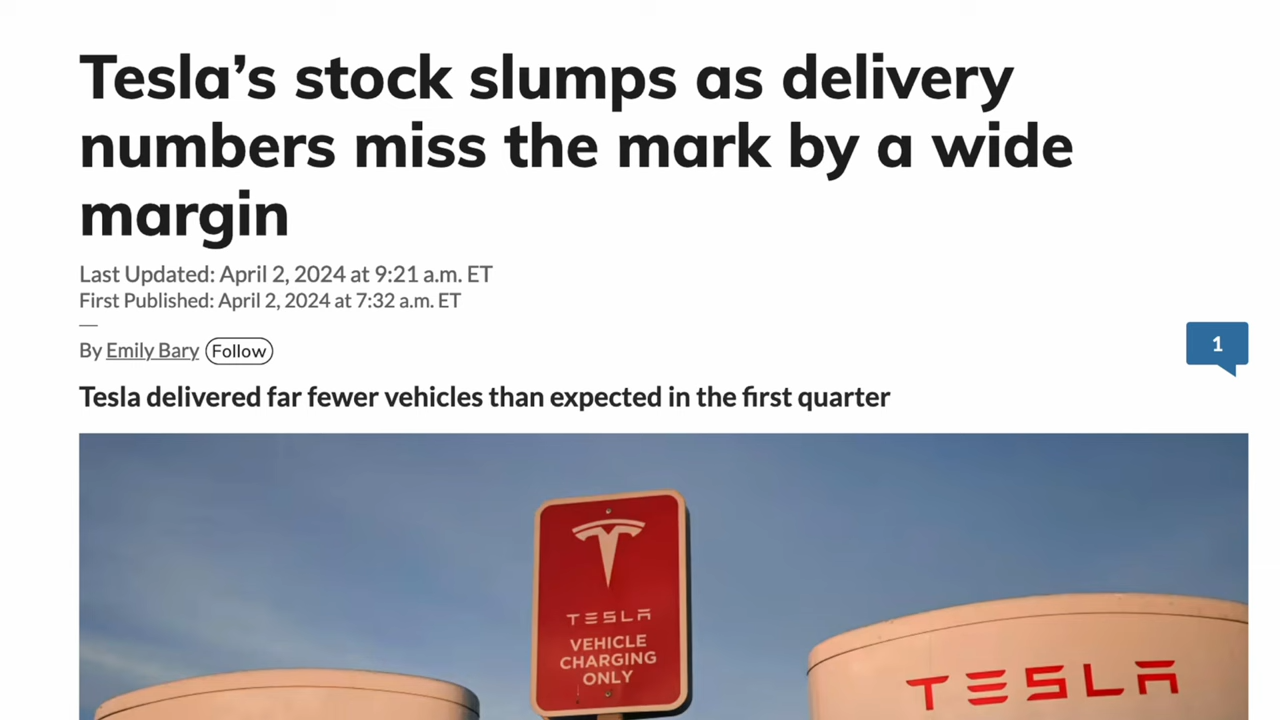 Tesla’s stock slumps as delivery
numbers miss the mark by a wide
margin
Last Updated: April 2, 2024 at 9:21 a.m. ET
First Published: April 2, 2024 at 7:32 a.m. ET
—
By Emily Bary Follow
1
Tesla delivered far fewer vehicles than expected in the first quarter
TESLA
VEHICLE
CHARGING
ONLY
TESLA